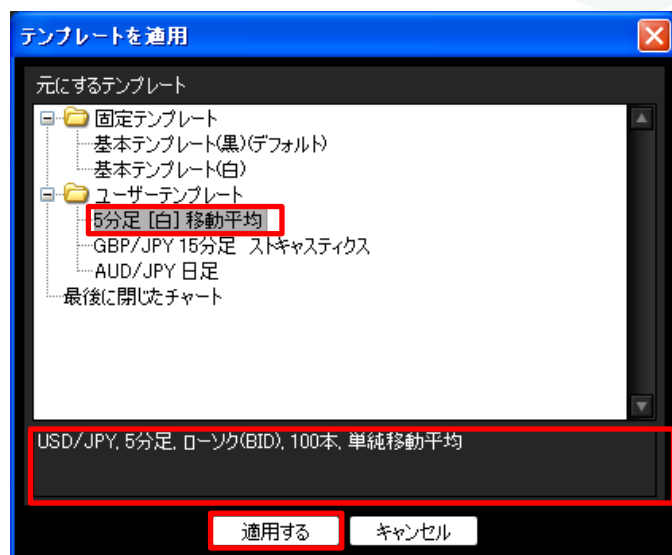 テンプレートを適用
元にするテンプレート
固定テンプレート
基本テンプレート(黒)(デフォルト)
基本テンプレート(白)
ユーザーテンプレート
5分足 [白] 移動平均
GBP/JPY 15分足 ストキャスティクス
AUD/JPY 日足
最後に閉じたチャート
USD/JPY, 5分足, ローソク(BID), 100本, 単純移動平均
適用する キャンセル